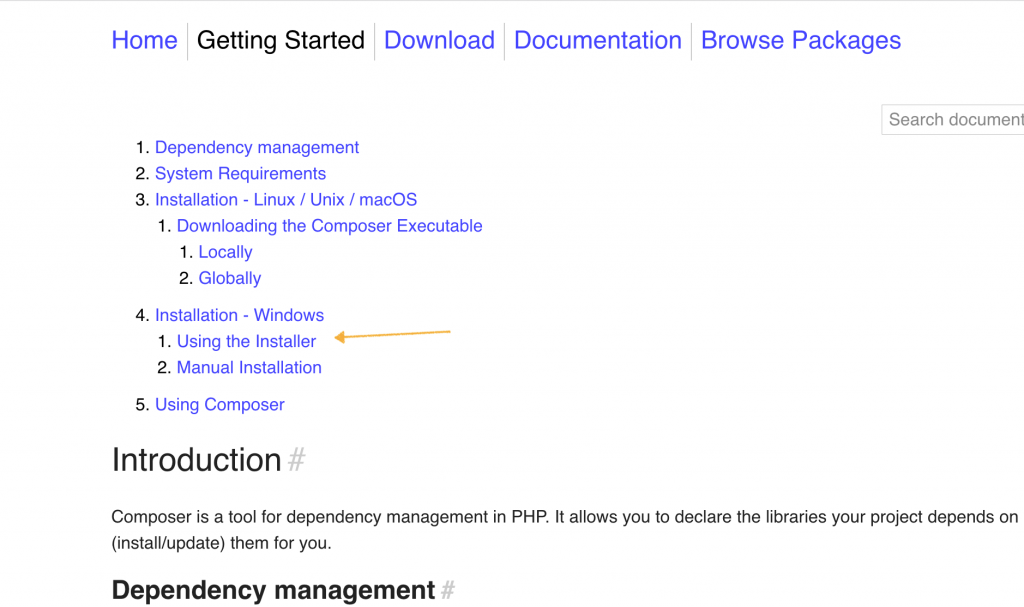 Home Getting Started Download Documentation Browse Packages
Search document
1. Dependency management
2. System Requirements
3. Installation - Linux / Unix / macOS
1. Downloading the Composer Executable
1. Locally
2. Globally
4. Installation - Windows
1. Using the Installer
2. Manual Installation
5. Using Composer
Introduction #
Composer is a tool for dependency management in PHP. It allows you to declare the libraries your project depends on
(install/update) them for you.
Dependency management #